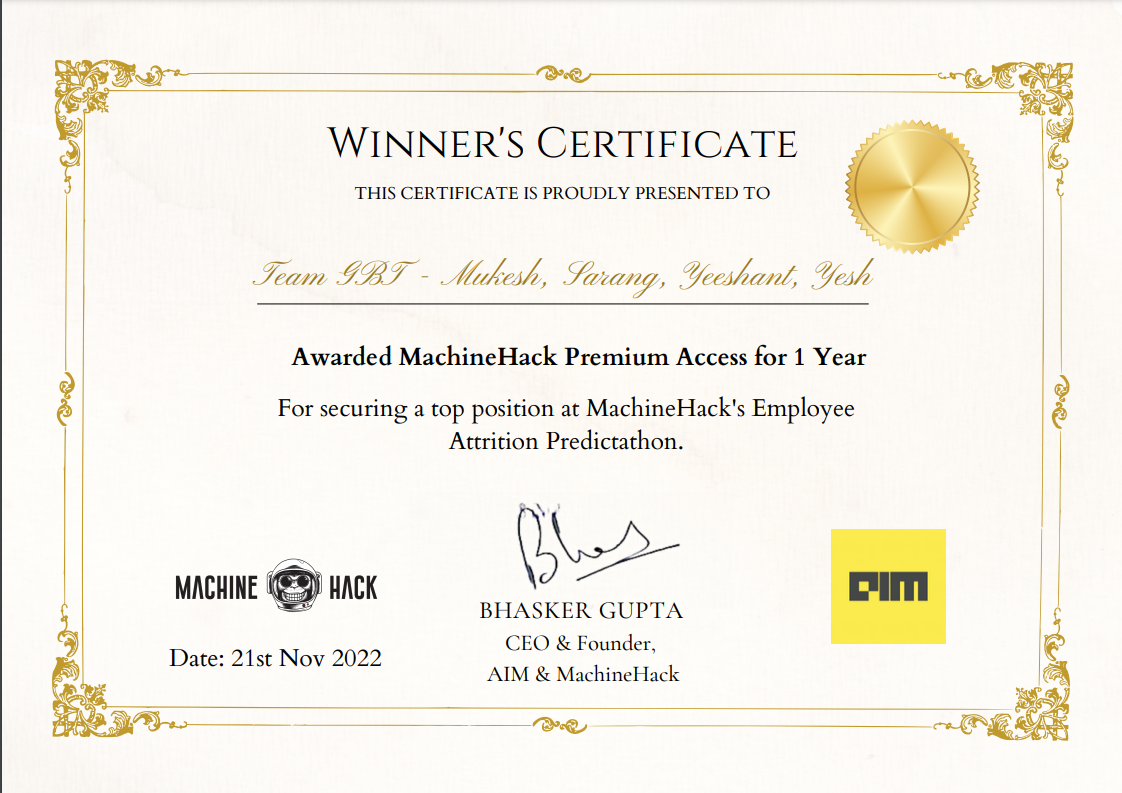 WINNER'S CERTIFICATE
THIS CERTIFICATE IS PROUDLY PRESENTED TO
Team GBT - Mukesh, Sarang, Yeeshant, Yesh
Awarded MachineHack Premium Access for 1 Year
For securing a top position at MachineHack's Employee
Attrition Predictathon.
Bhas
MACHINE HACK
AIM
BHASKER GUPTA
CEO & Founder,
AIM & MachineHack
Date: 21st Nov 2022